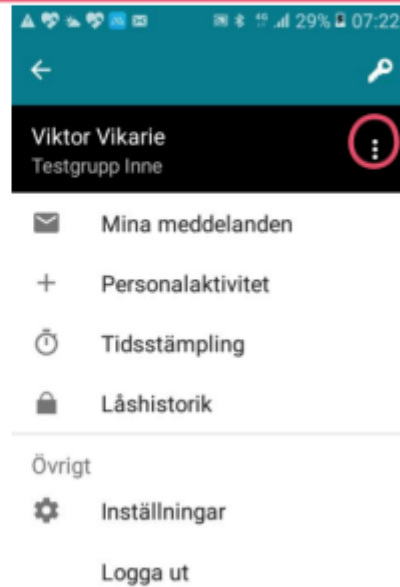 29% 07:22
Viktor Vikarie
Testgrupp Inne
Mina meddelanden
Personalaktivitet
Tidsstämpling
Låshistorik
Övrigt
Inställningar
Logga ut